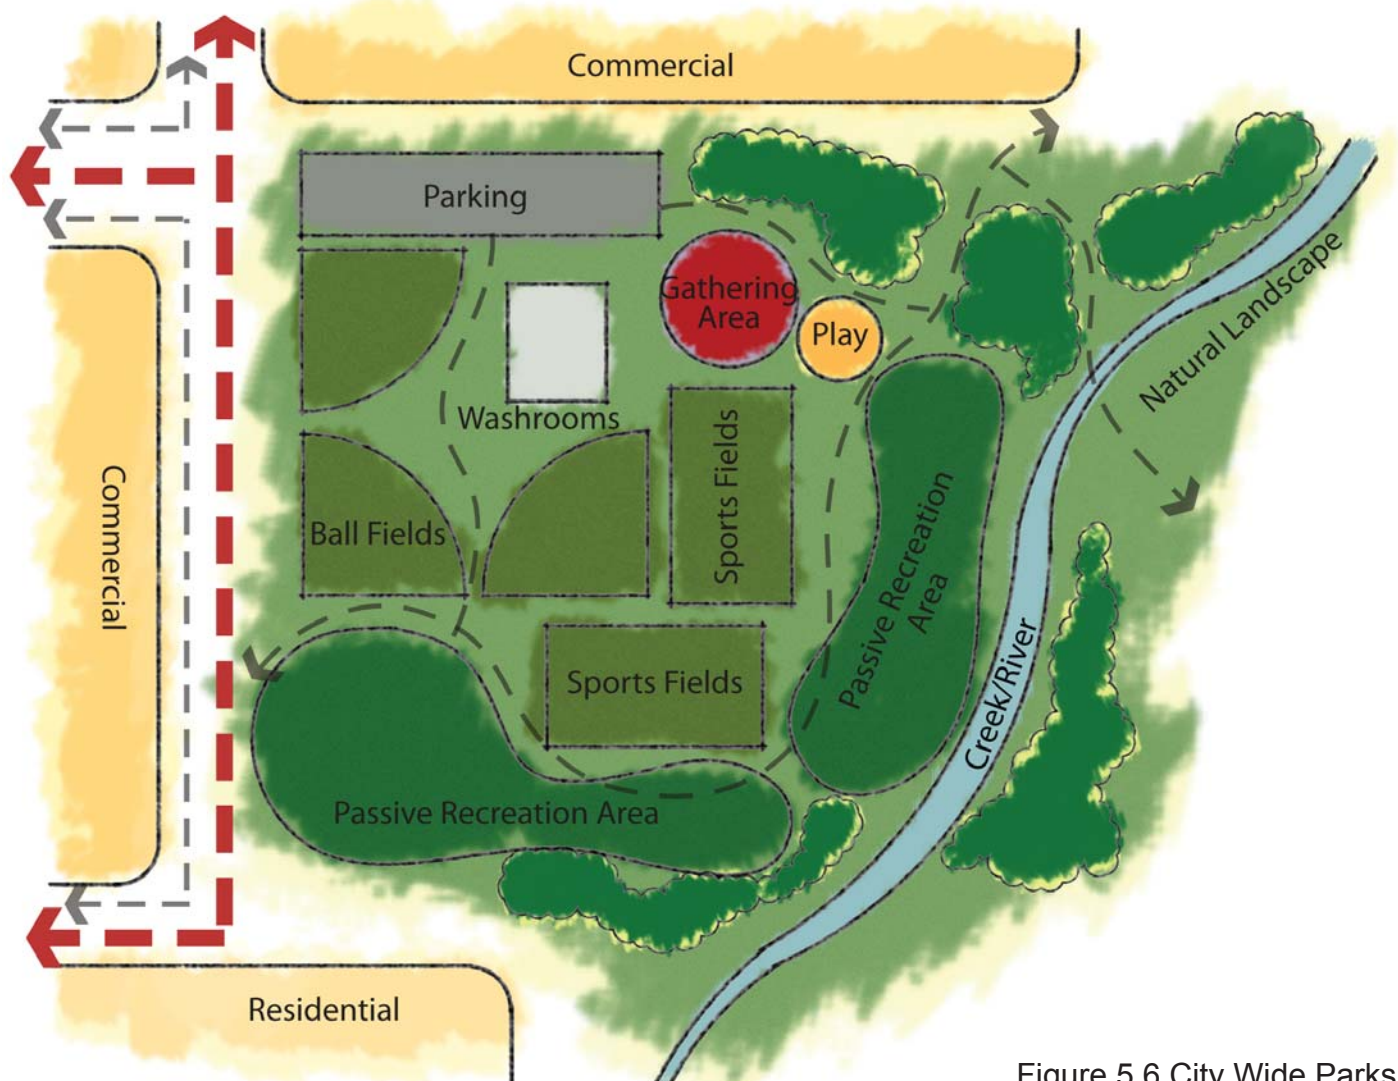 Commercial
Parking
Gathering
Area
Play
Natural Landscape
Washrooms
Sports Fields
Commercial
Ball Fields
Passive Recreation
Area
Sports Fields
Creek/River
Passive Recreation Area
Residential
Figure 5.6 City Wide Parks